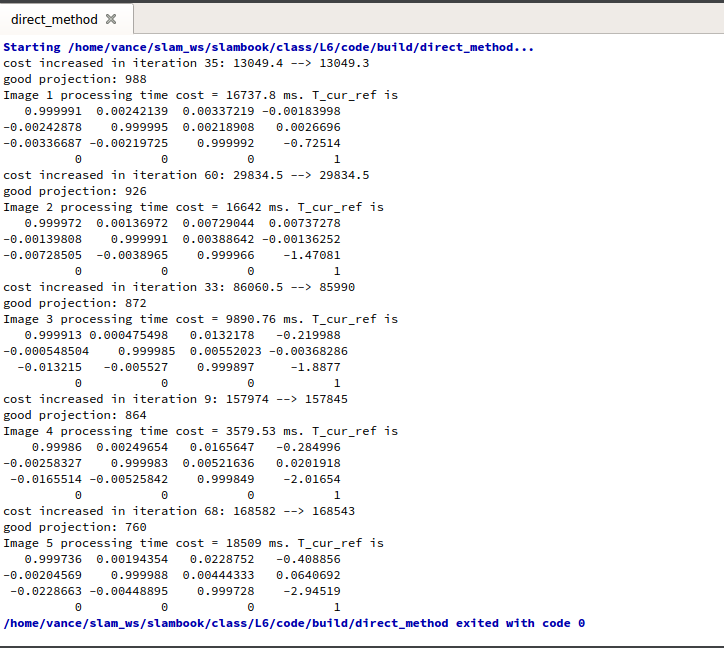 direct_method
Starting /home/vance/slam_ws/slambook/class/L6/code/build/direct_method...
cost increased in iteration 35: 13049.4 --> 13049.3
good projection: 988
Image 1 processing time cost = 16737.8 ms. T_cur_ref is
0.999991 0.00242139 0.00337219 -0.00183998
-0.00242878 0.999995 0.00218908 0.0026696
-0.00336687 -0.00219725 0.999992 -0.72514
0 0 0 1
cost increased in iteration 60: 29834.5 --> 29834.5
good projection: 926
Image 2 processing time cost = 16642 ms. T_cur_ref is
0.999972 0.00136972 0.00729044 0.00737278
-0.00139808 0.999991 0.00388642 -0.00136252
-0.00728505 -0.0038965 0.999966 -1.47081
0 0 0 1
cost increased in iteration 33: 86060.5 --> 85990
good projection: 872
Image 3 processing time cost = 9890.76 ms. T_cur_ref is
0.999913 0.000475498 0.0132178 -0.219988
-0.000548504 0.999985 0.00552023 -0.00368286
-0.013215 -0.005527 0.999897 -1.8877
0 0 0 1
cost increased in iteration 9: 157974 --> 157845
good projection: 864
Image 4 processing time cost = 3579.53 ms. T_cur_ref is
0.99986 0.00249654 0.0165647 -0.284996
-0.00258327 0.999983 0.00521636 0.0201918
-0.0165514 -0.00525842 0.999849 -2.01654
0 0 0 1
cost increased in iteration 68: 168582 --> 168543
good projection: 760
Image 5 processing time cost = 18509 ms. T_cur_ref is
0.999736 0.00194354 0.0228752 -0.408856
-0.00204569 0.999988 0.00444333 0.0640692
-0.0228663 -0.00448895 0.999728 -2.94519
0 0 0 1
/home/vance/slam_ws/slambook/class/L6/code/build/direct_method exited with code 0